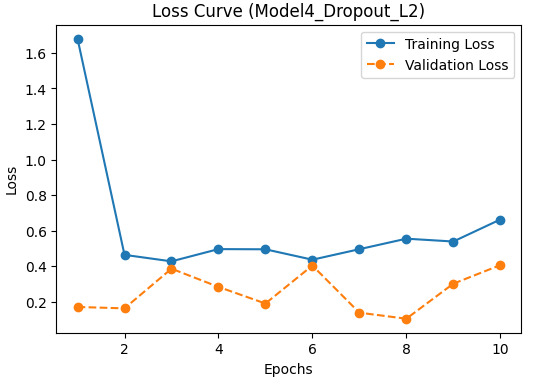 Loss Curve (Model4_Dropout_L2)
Training Loss
Validation Loss
1.6
1.4
1.2
1.0
0.8
0.6
0.4
0.2
Loss
2 4 6 8 10
Epochs